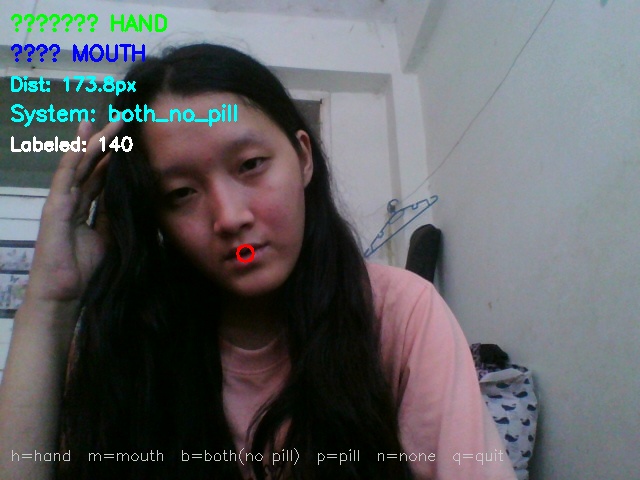 ??????? HAND
???? MOUTH
Dist: 173.8px
System: both_no_pill
Labeled: 140
h=hand m=mouth b=both(no pill) p=pill n=none q=quit